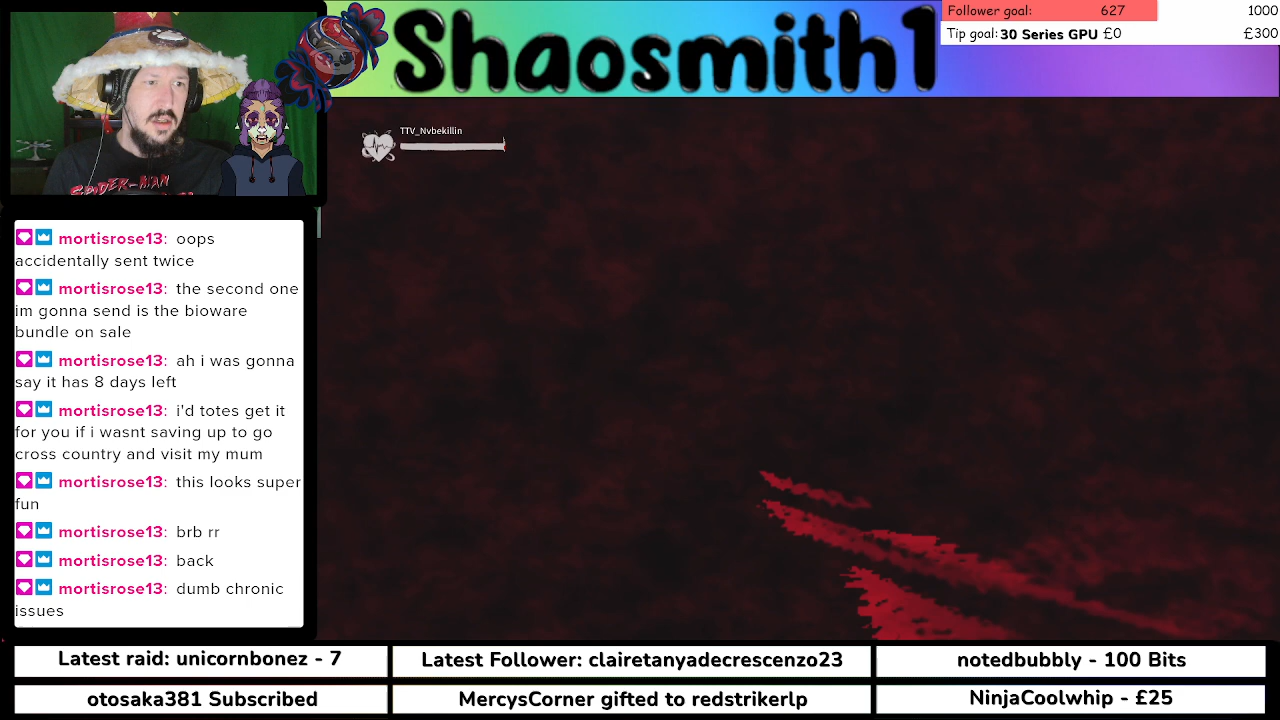 Shaosmith1
Follower goal: 627 1000
Tip goal: 30 Series GPU £0 £300
TTV_Nvbekillin
SPIDER-MAN
mortisrose13: oops
accidentally sent twice
mortisrose13: the second one
im gonna send is the bioware
bundle on sale
mortisrose13: ah i was gonna
say it has 8 days left
mortisrose13: i'd totes get it
for you if i wasnt saving up to go
cross country and visit my mum
mortisrose13: this looks super
fun
mortisrose13: brb rr
mortisrose13: back
mortisrose13: dumb chronic
issues
Latest raid: unicornbonez - 7
Latest Follower: clairetanyadecrescenzo23
notedbubbly - 100 Bits
otosaka381 Subscribed
MercysCorner gifted to redstrikerlp
NinjaCoolwhip - £25